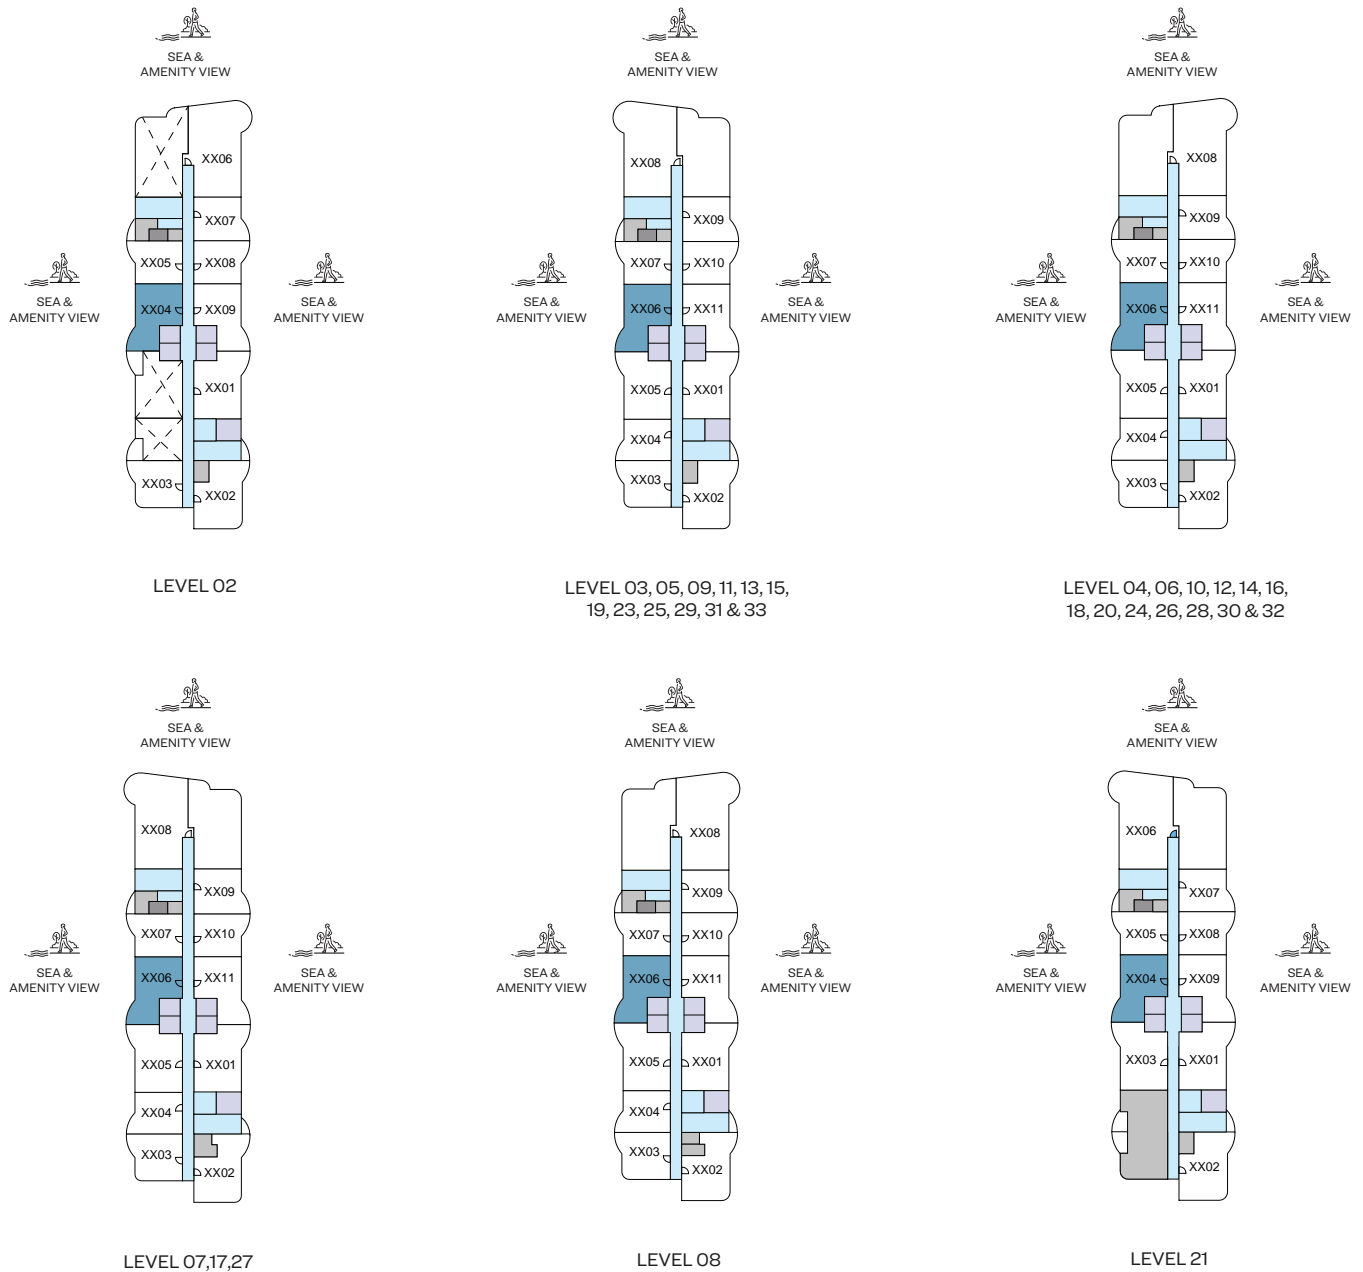 SEA &
AMENITY VIEW
SEA &
AMENITY VIEW
SEA &
AMENITY VIEW
XX06
XX07
XX05
XX08
XX04
XX09
XX01
XX03
XX02
SEA &
AMENITY VIEW
SEA &
AMENITY VIEW
XX08
XX09
XX07
XX10
XX06
XX11
XX05
XX01
XX04
XX03
XX02
SEA &
AMENITY VIEW
SEA &
AMENITY VIEW
XX08
XX09
XX07
XX10
XX06
XX11
XX05
XX01
XX04
XX03
XX02
SEA &
AMENITY VIEW
SEA &
AMENITY VIEW
LEVEL 02
LEVEL 03, 05, 09, 11, 13, 15,
19, 23, 25, 29, 31 & 33
LEVEL 04, 06, 10, 12, 14, 16,
18, 20, 24, 26, 28, 30 & 32
SEA &
AMENITY VIEW
SEA &
AMENITY VIEW
SEA &
AMENITY VIEW
XX08
XX09
XX07
XX10
XX06
XX11
XX05
XX01
XX04
XX03
XX02
SEA &
AMENITY VIEW
SEA &
AMENITY VIEW
XX08
XX09
XX07
XX10
XX06
XX11
XX05
XX01
XX04
XX03
XX02
SEA &
AMENITY VIEW
SEA &
AMENITY VIEW
XX06
XX07
XX05
XX08
XX04
XX09
XX03
XX01
XX02
SEA &
AMENITY VIEW
SEA &
AMENITY VIEW
LEVEL 07,17,27
LEVEL 08
LEVEL 21